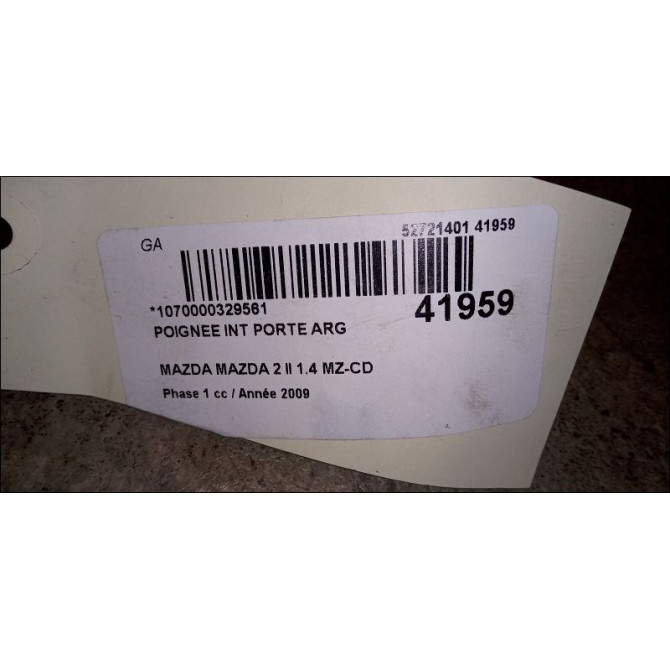 GA
52721401 41959
*1070000329561
41959
POIGNEE INT PORTE ARG
MAZDA MAZDA 2 II 1.4 MZ-CD
Phase 1 cc / Année 2009